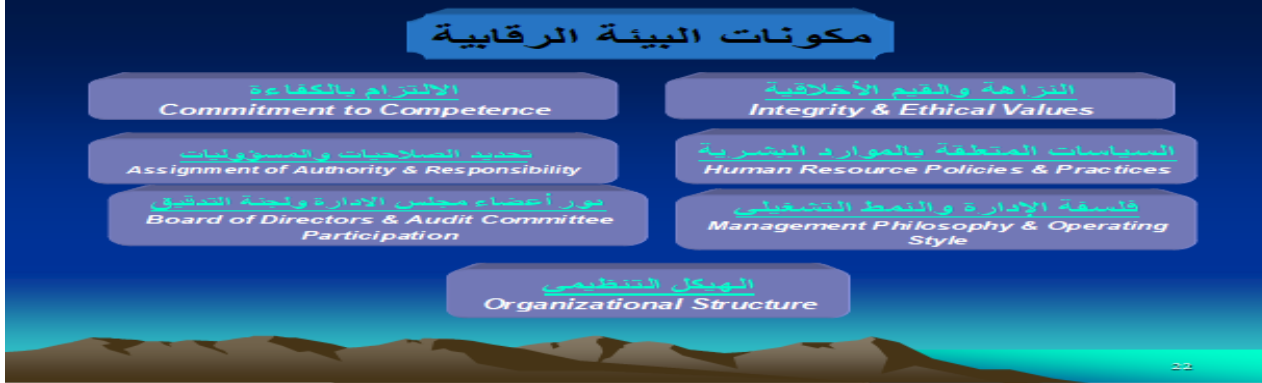 مكونات البيئة الرقابية
النزاهة والقيم الأخلاقية
Integrity & Ethical Values
الالتزام بالكفاءة
Commitment to Competence
السياسات المتعلقة بالموارد البشرية
Human Resource Policies & Practices
تحديد الصلاحيات والمسؤوليات
Assignment of Authority & Responsibility
فلسفة الإدارة والنمط التشغيلي
Management Philosophy & Operating
Style
دور أعضاء مجلس الادارة ولجنة التدقيق
Board of Directors & Audit Committee
Participation
الهيكل التنظيمي
Organizational Structure
22